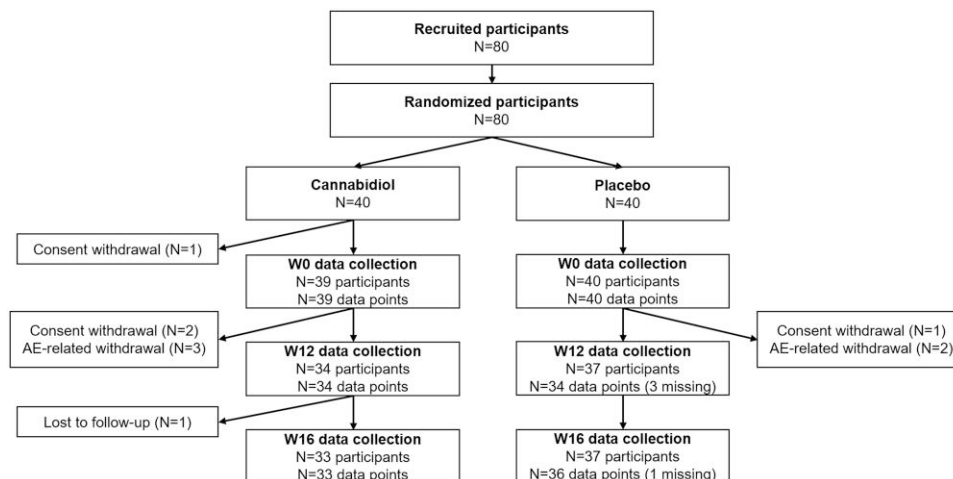 Recruited participants
N=80
Randomized participants
N=80
Cannabidiol
N=40
Placebo
N=40
Consent withdrawal (N=1)
W0 data collection
N=39 participants
N=39 data points
W0 data collection
N=40 participants
N=40 data points
Consent withdrawal (N=2)
AE-related withdrawal (N=3)
Consent withdrawal (N=1)
AE-related withdrawal (N=2)
W12 data collection
N=34 participants
N=34 data points
W12 data collection
N=37 participants
N=34 data points (3 missing)
Lost to follow-up (N=1)
W16 data collection
N=33 participants
N=33 data points
W16 data collection
N=37 participants
N=36 data points (1 missing)